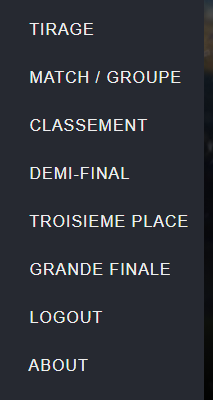 TIRAGE
MATCH / GROUPE
CLASSEMENT
DEMI-FINAL
TROISIEME PLACE
GRANDE FINALE
LOGOUT
ABOUT